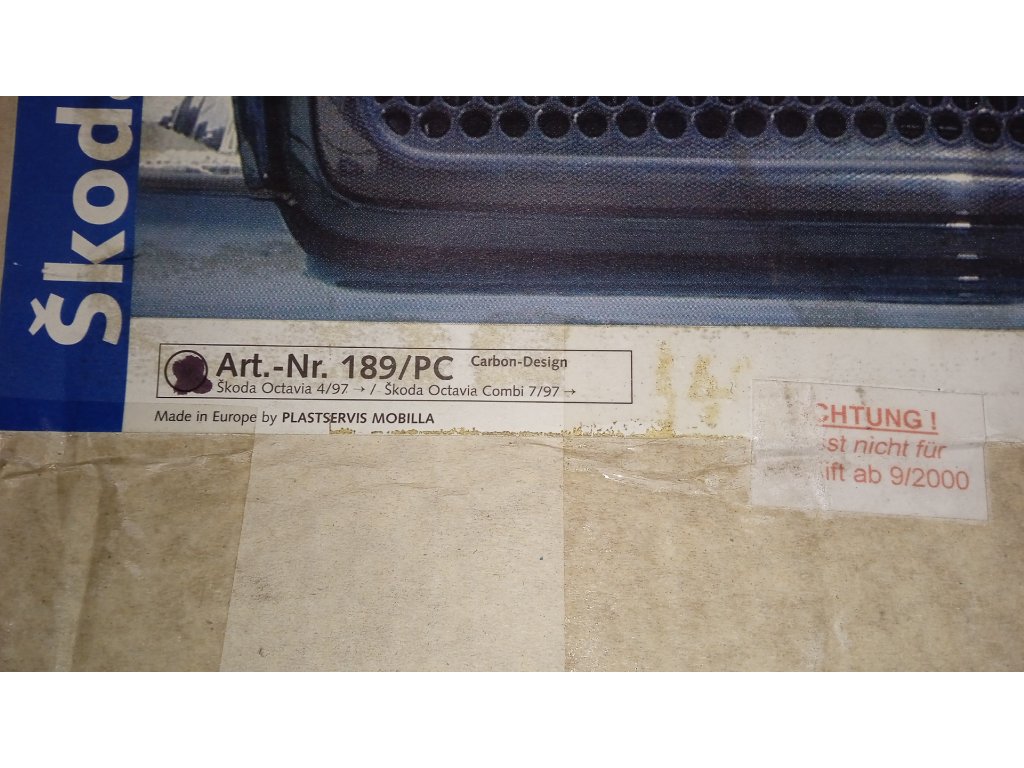 Škoda
Art.-Nr. 189/PC Carbon-Design
Škoda Octavia 4/97 → / Škoda Octavia Combi 7/97 →
Made in Europe by PLASTSERVIS MOBILLA
CHTUNG !
st nicht für
ift ab 9/2000